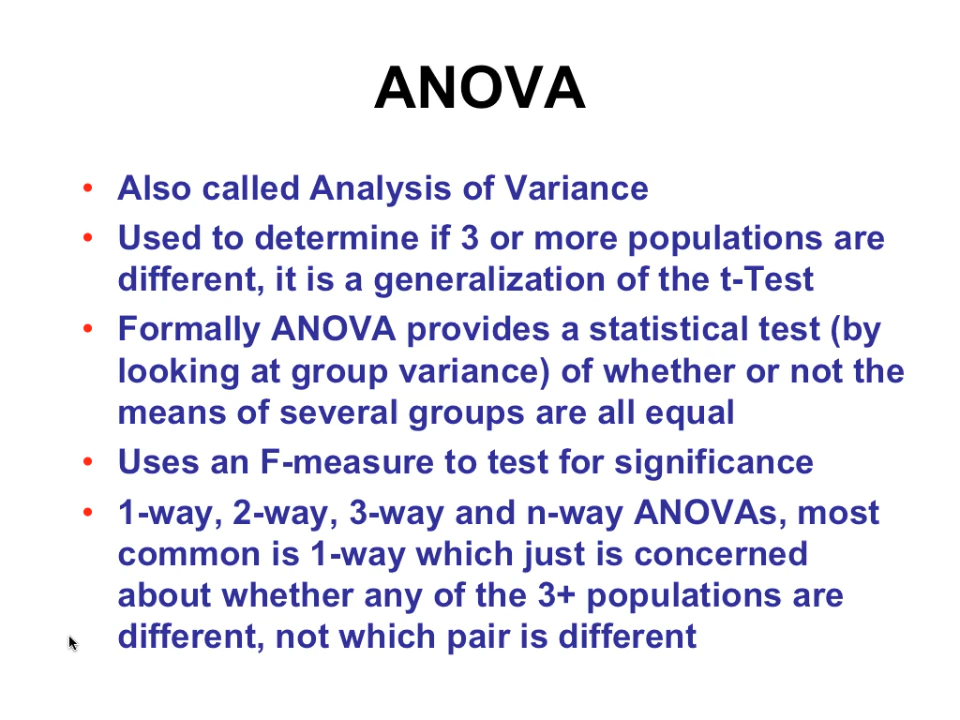 ANOVA
• Also called Analysis of Variance
• Used to determine if 3 or more populations are
different, it is a generalization of the t-Test
• Formally ANOVA provides a statistical test (by
looking at group variance) of whether or not the
means of several groups are all equal
• Uses an F-measure to test for significance
• 1-way, 2-way, 3-way and n-way ANOVAs, most
common is 1-way which just is concerned
about whether any of the 3+ populations are
different, not which pair is different